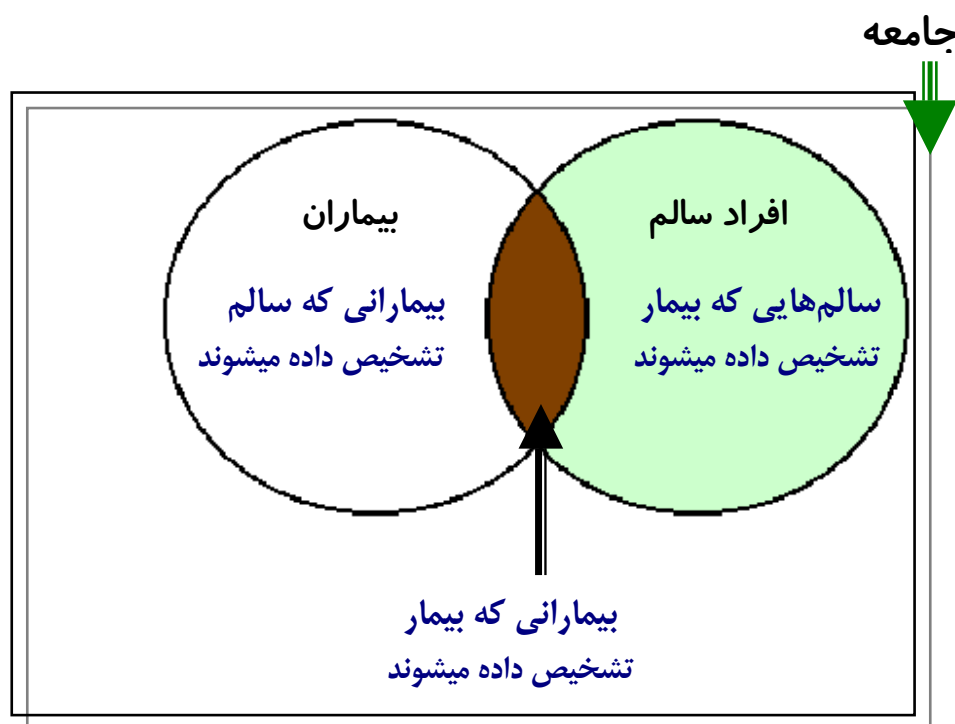 جامعه
افراد سالم
بیماران
سالم‌هایی که بیمار
تشخیص داده میشوند
بیمارانی که سالم
تشخیص داده میشوند
بیمارانی که بیمار
تشخیص داده میشوند